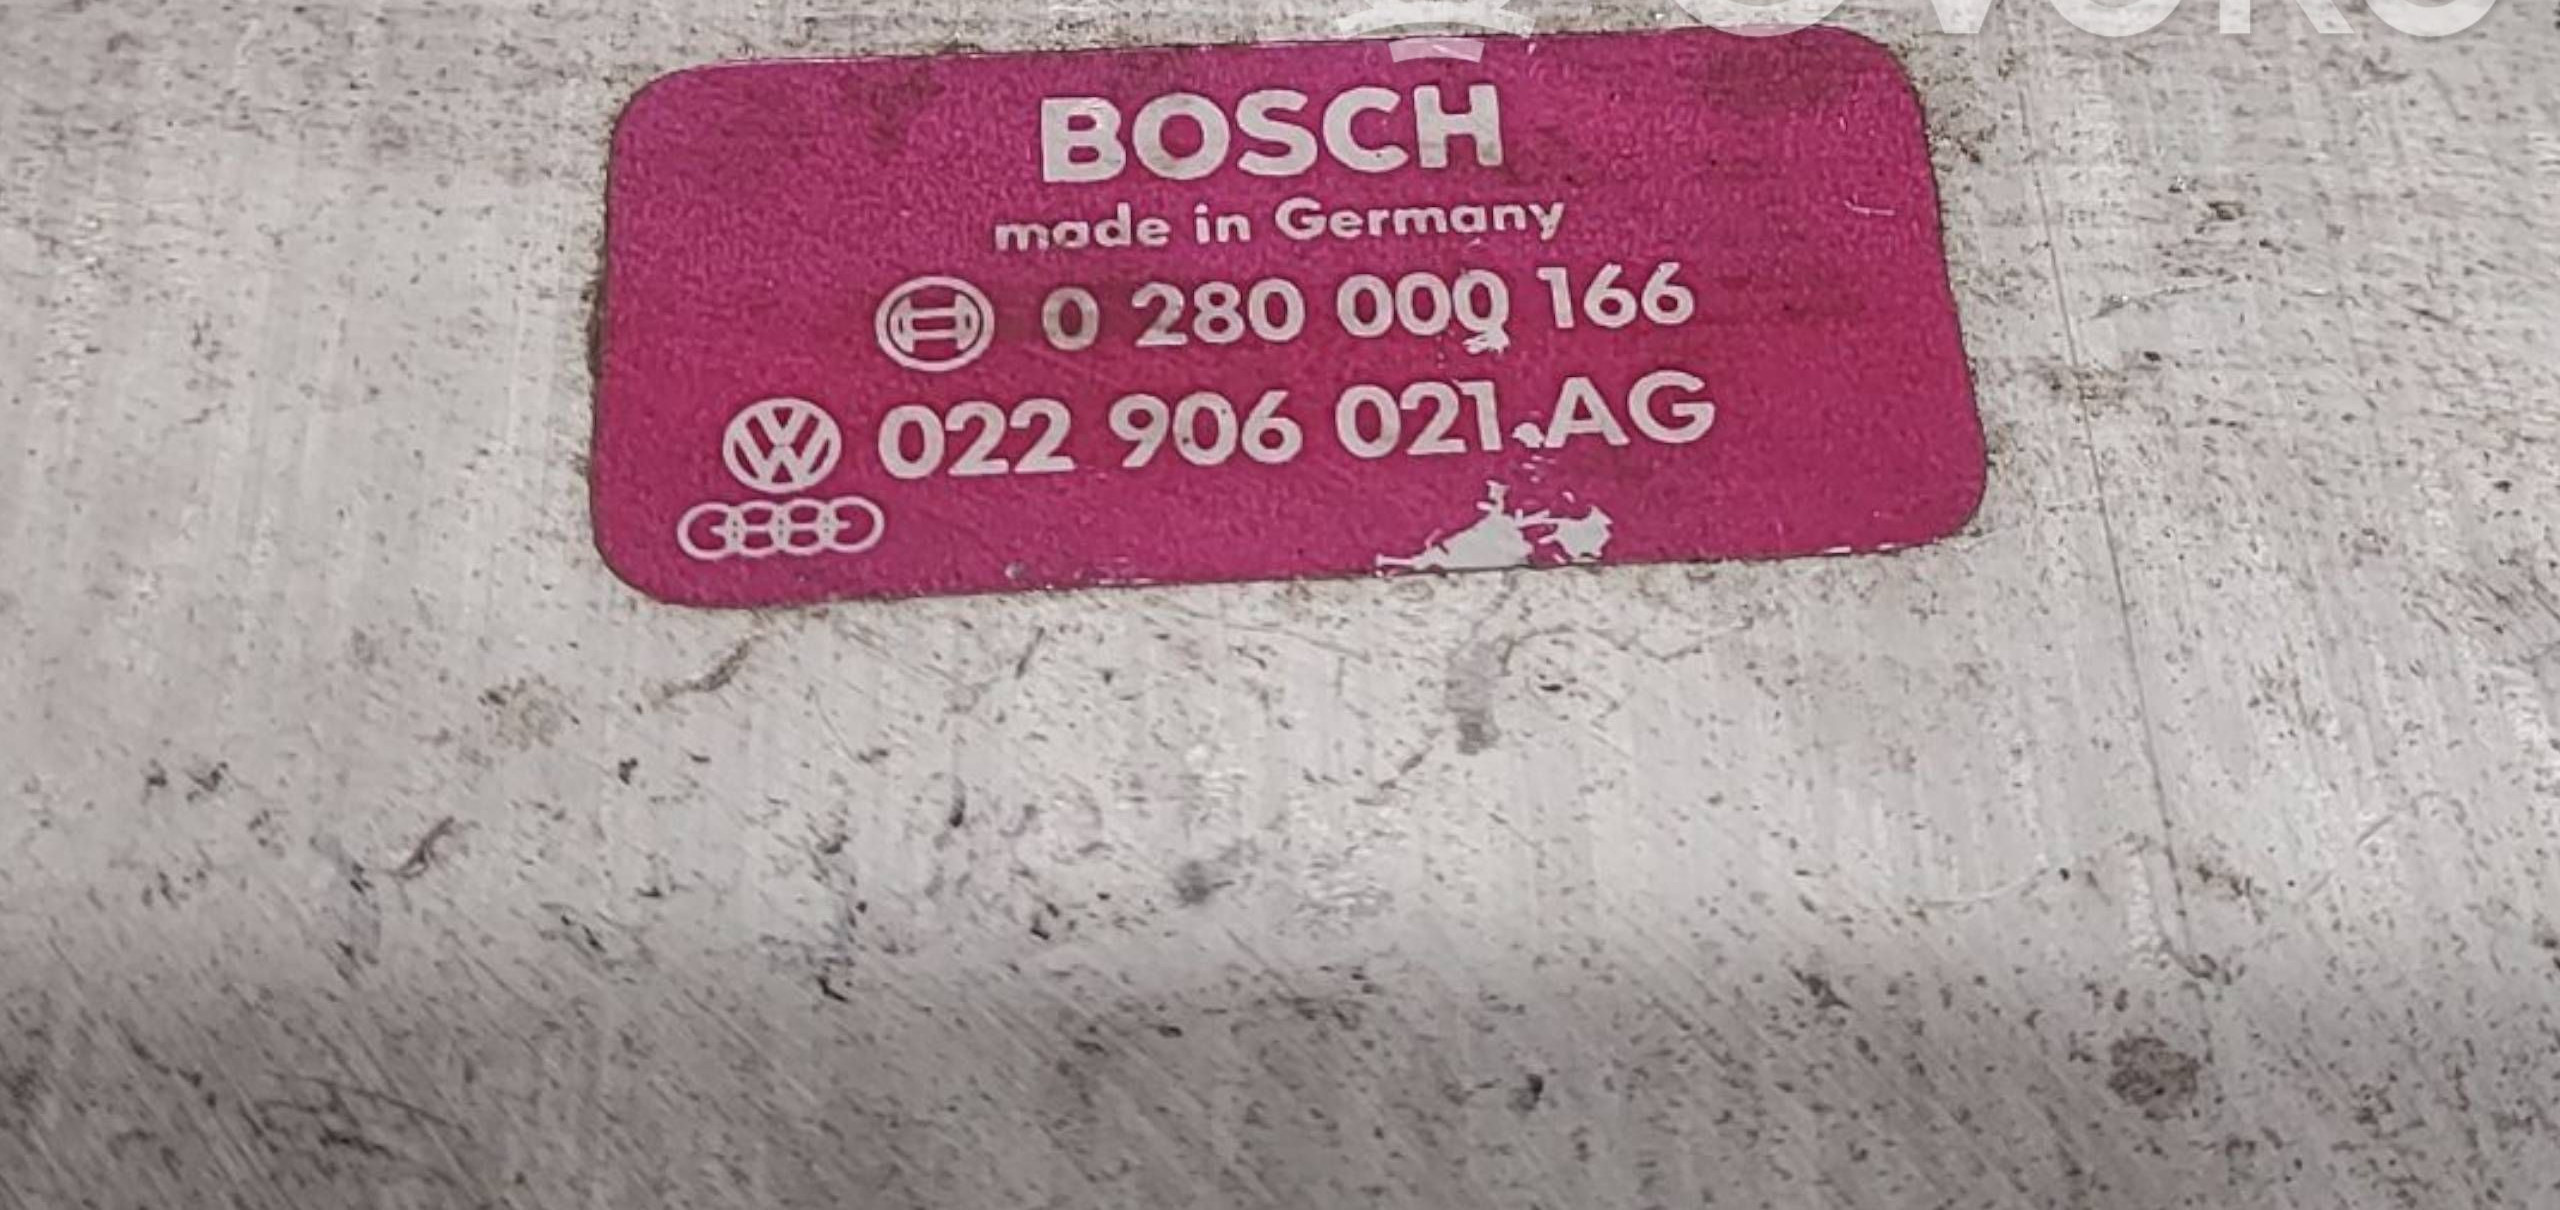 BOSCH
made in Germany
0 280 000 166
022 906 021 AG